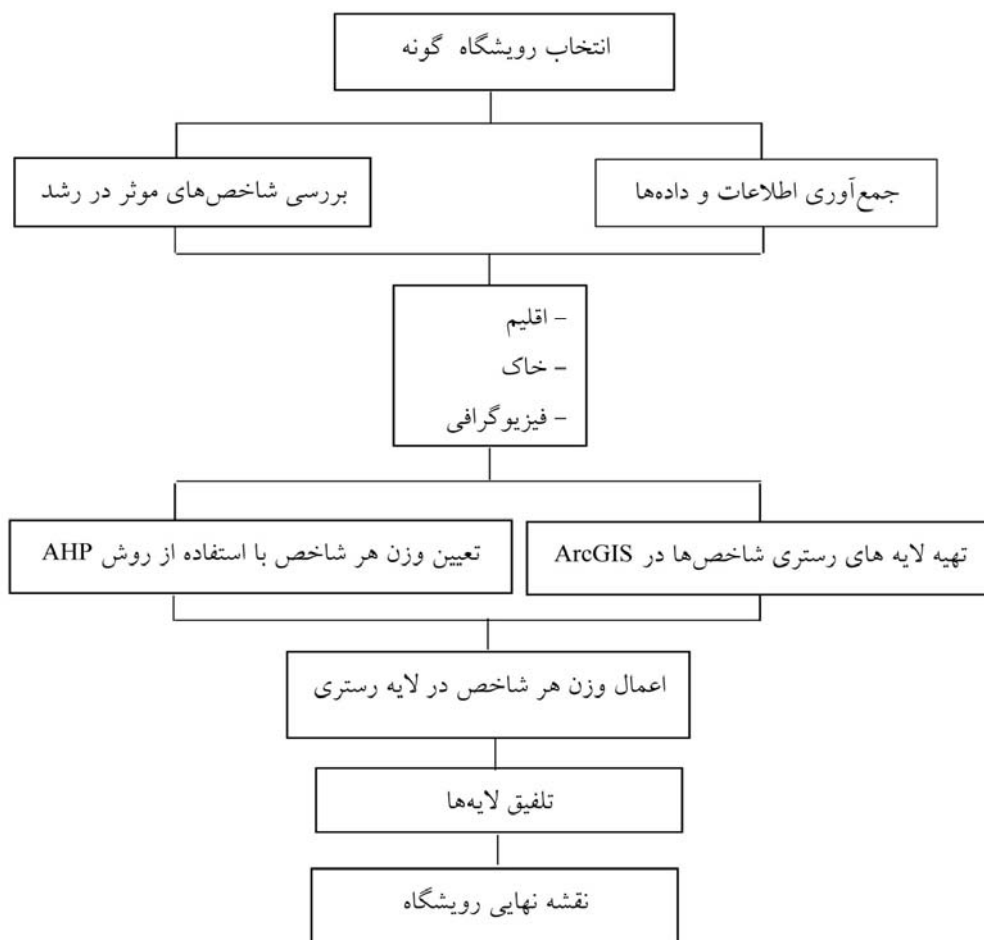 انتخاب رویشگاه گونه
جمع‌آوری اطلاعات و داده‌ها
بررسی شاخص‌های موثر در رشد
– اقلیم
– خاک
– فیزیوگرافی
تهیه لایه های رستری شاخص‌ها در ArcGIS
تعیین وزن هر شاخص با استفاده از روش AHP
اعمال وزن هر شاخص در لایه رستری
تلفیق لایه‌ها
نقشه نهایی رویشگاه